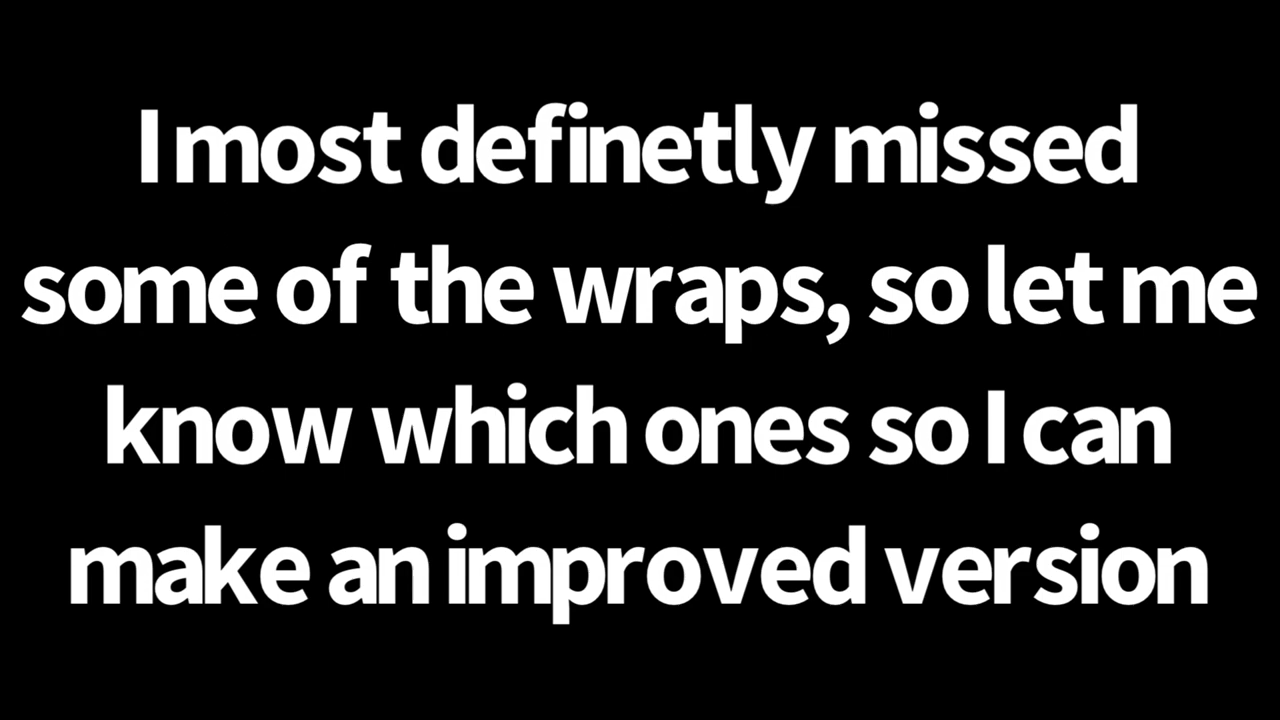 I most definetly missed
some of the wraps, so let me
know which ones so I can
make an improved version